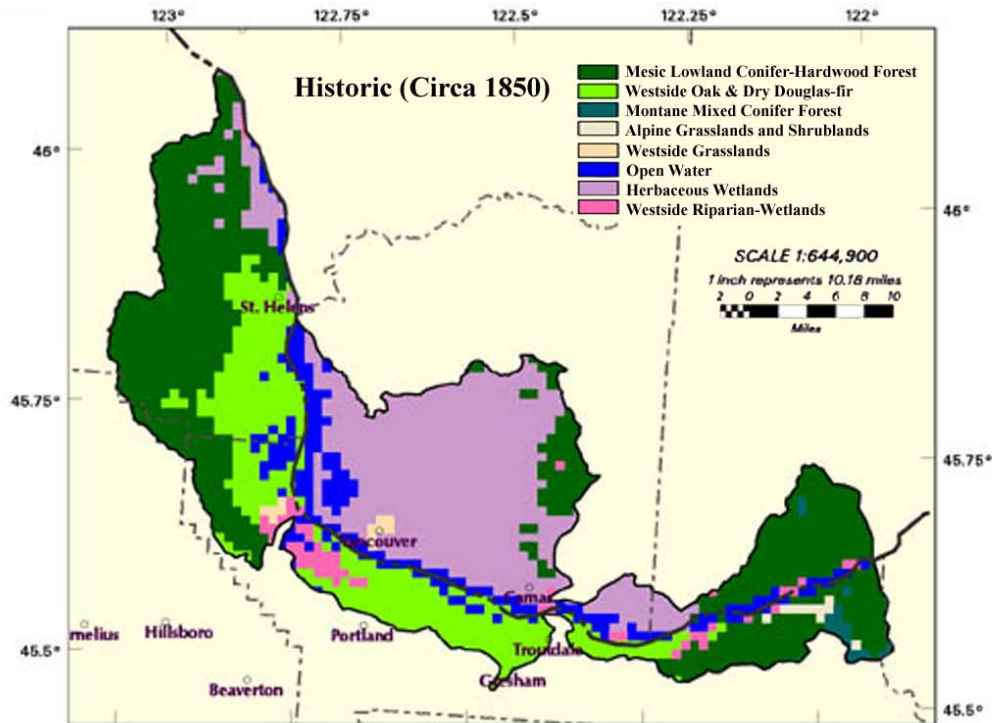 123° 122.75° 122.5° 122.25° 122°
Historic (Circa 1850)
Mesic Lowland Conifer-Hardwood Forest
Westside Oak & Dry Douglas-fir
Montane Mixed Conifer Forest
Alpine Grasslands and Shrublands
Westside Grasslands
Open Water
Herbaceous Wetlands
Westside Riparian-Wetlands
46°
46°
SCALE 1:644,900
1 inch represents 10.18 miles
2 0 2 4 6 8 10
Miles
St. Helens
45.75°
45.75°
ncouver
Camas
rnelius
Hillsboro
Portland
Troutdale
45.5°
Gresham
Beaverton
45.5°